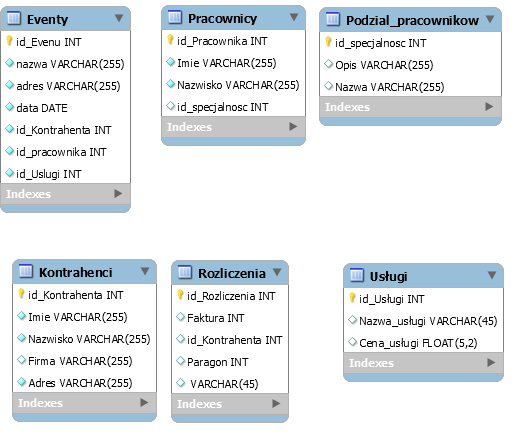 Eventy
id_Evenu INT
nazwa VARCHAR(255)
adres VARCHAR(255)
data DATE
id_Kontrahenta INT
id_pracownika INT
id_Uslugi INT
Indexes
Pracownicy
id_Pracownika INT
Imie VARCHAR(255)
Nazwisko VARCHAR(255)
id_specjalnosc INT
Indexes
Podzial_pracownikow
id_specjalnosc INT
Opis VARCHAR(255)
Nazwa VARCHAR(255)
Indexes
Kontrahenci
id_Kontrahenta INT
Imie VARCHAR(255)
Nazwisko VARCHAR(255)
Firma VARCHAR(255)
Adres VARCHAR(255)
Indexes
Rozliczenia
id_Rozliczenia INT
Faktura INT
id_Kontrahenta INT
Paragon INT
VARCHAR(45)
Indexes
Usługi
id_Usługi INT
Nazwa_usługi VARCHAR(45)
Cena_usługi FLOAT(5,2)
Indexes